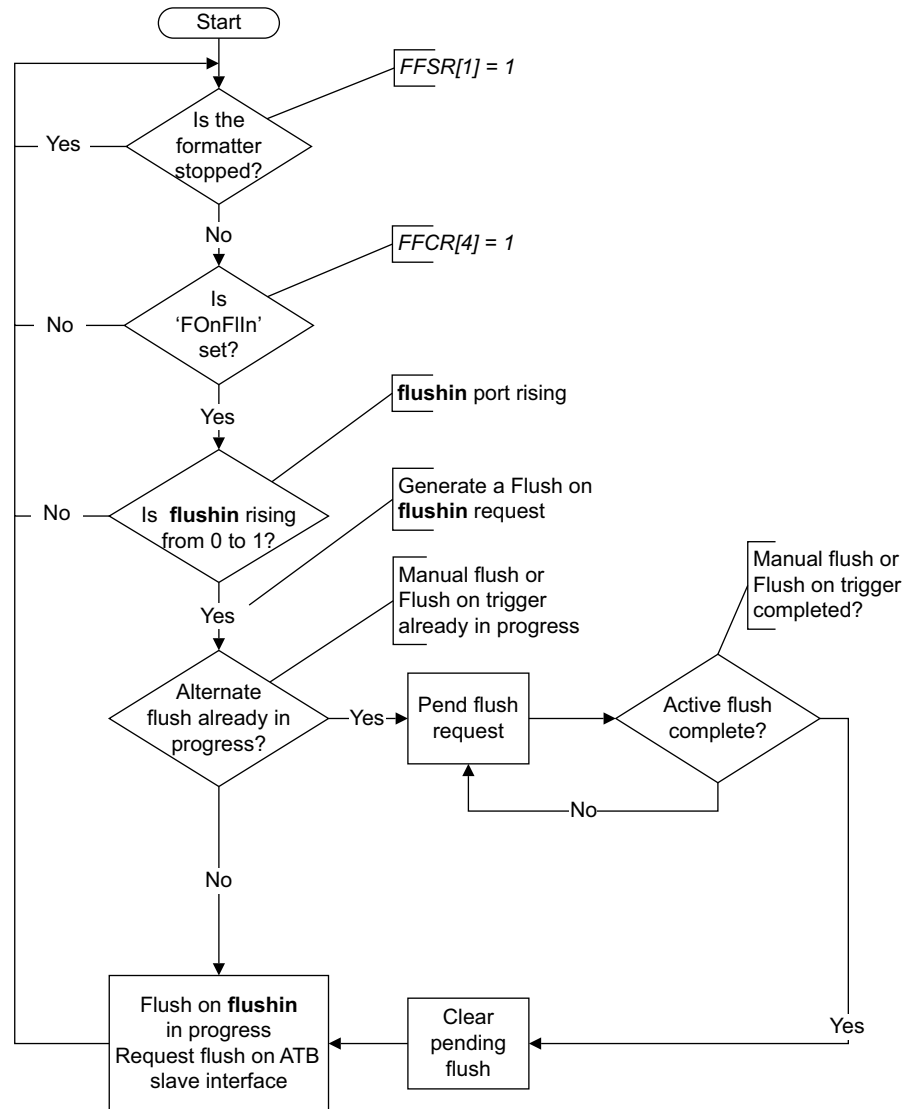 Start
FFSR[1] = 1
Is the
formatter
stopped?
Yes
No
FFCR[4] = 1
Is
‘FOnFlIn’
set?
No
Yes
flushin port rising
Is flushin rising
from 0 to 1?
No
Generate a Flush on
flushin request
Yes
Manual flush or
Flush on trigger
already in progress
Manual flush or
Flush on trigger
completed?
Alternate
flush already in
progress?
Yes
Pend flush
request
Active flush
complete?
No
No
Flush on flushin
in progress
Request flush on ATB
slave interface
Clear
pending
flush
Yes